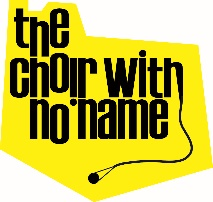 the
choir with
no name